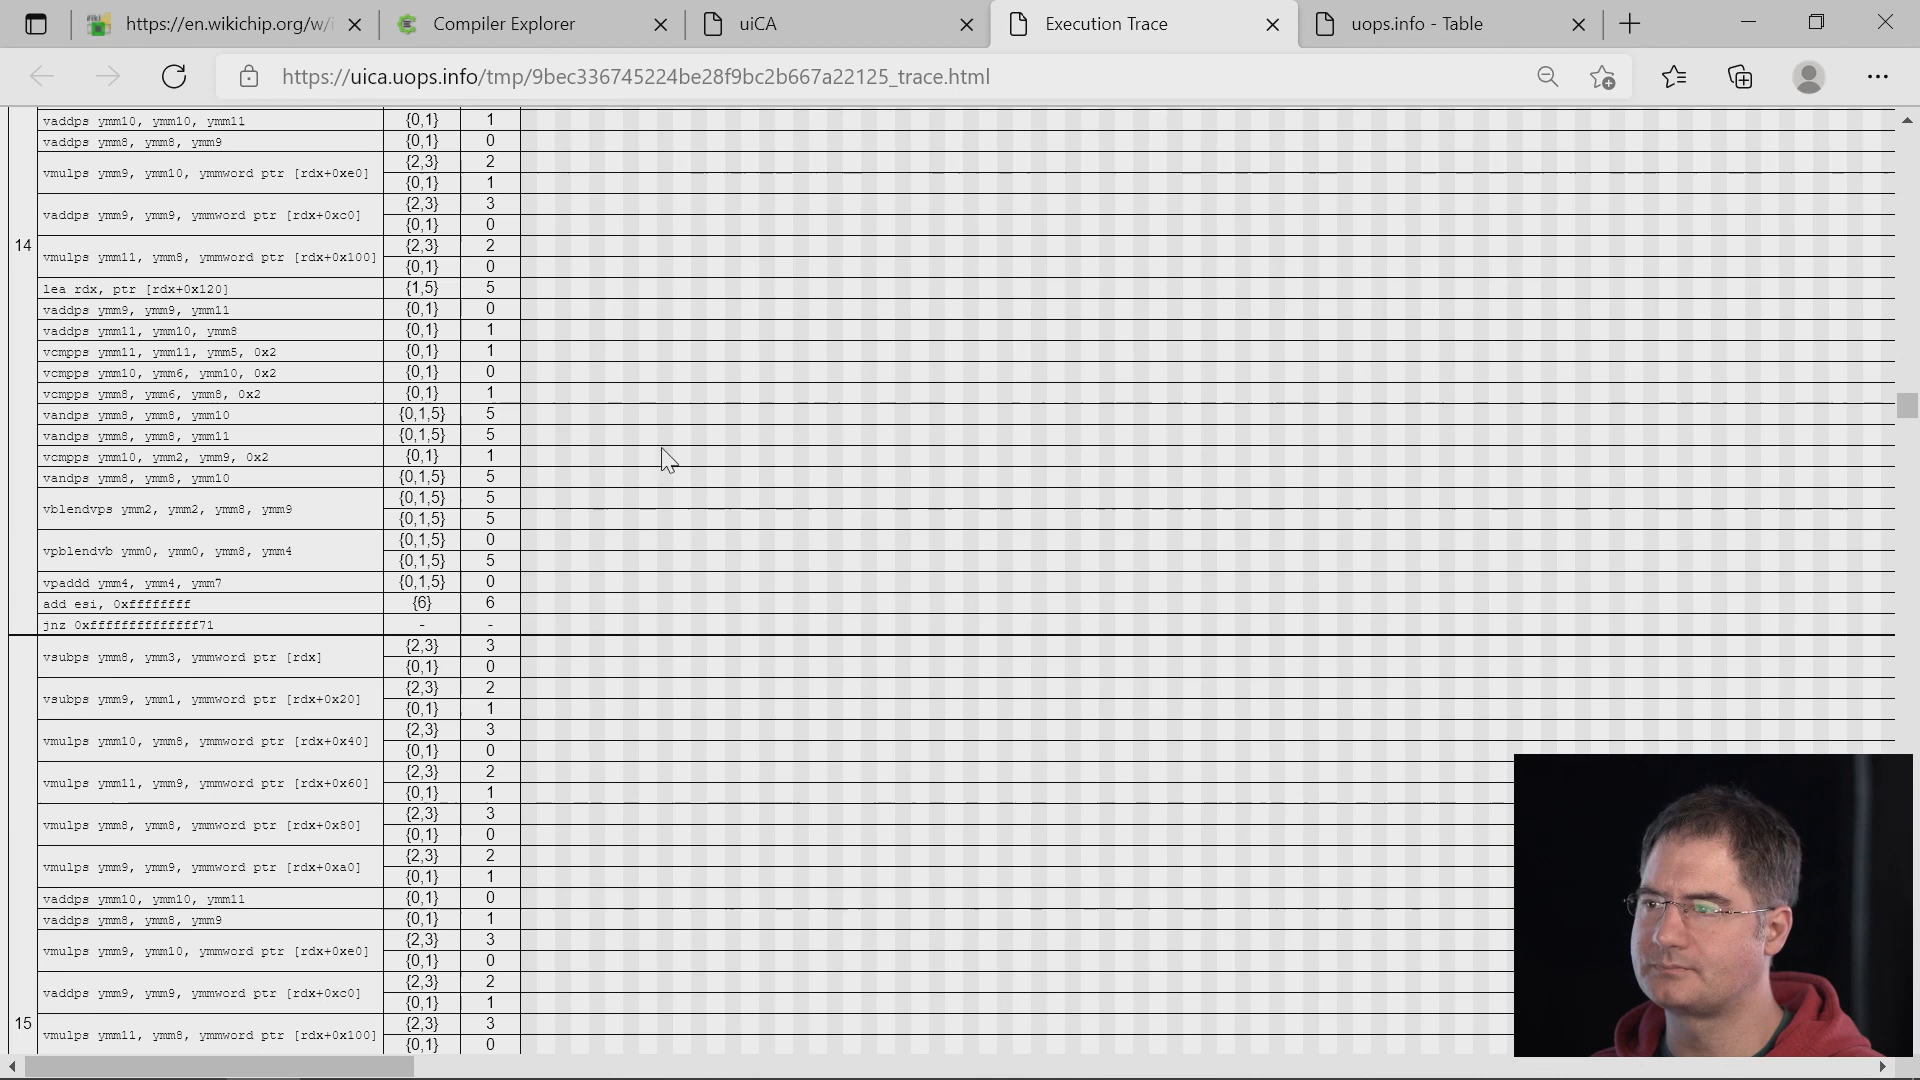 https://en.wikichip.org/w/i
Compiler Explorer
uiCA
Execution Trace
uops.info - Table
https://uica.uops.info/tmp/9bec336745224be28f9bc2b667a22125_trace.html
vaddps ymm10, ymm10, ymm11 {0,1} 1
vaddps ymm8, ymm8, ymm9 {0,1} 0
vmulps ymm9, ymm10, ymmword ptr [rdx+0xe0] {2,3} 2
{0,1} 1
vaddps ymm9, ymm9, ymmword ptr [rdx+0xc0] {2,3} 3
{0,1} 0
14
vmulps ymm11, ymm8, ymmword ptr [rdx+0x100] {2,3} 2
{0,1} 0
lea rdx, ptr [rdx+0x120] {1,5} 5
vaddps ymm9, ymm9, ymm11 {0,1} 0
vaddps ymm11, ymm10, ymm8 {0,1} 1
vcmpps ymm11, ymm11, ymm5, 0x2 {0,1} 1
vcmpps ymm10, ymm6, ymm10, 0x2 {0,1} 0
vcmpps ymm8, ymm6, ymm8, 0x2 {0,1} 1
vandps ymm8, ymm8, ymm10 {0,1,5} 5
vandps ymm8, ymm8, ymm11 {0,1,5} 5
vcmpps ymm10, ymm2, ymm9, 0x2 {0,1} 1
vandps ymm8, ymm8, ymm10 {0,1,5} 5
vblendvps ymm2, ymm2, ymm8, ymm9 {0,1,5} 5
{0,1,5} 5
vpblendvb ymm0, ymm0, ymm8, ymm4 {0,1,5} 0
{0,1,5} 5
vpaddd ymm4, ymm4, ymm7 {0,1,5} 0
add esi, 0xffffffff {6} 6
jnz 0xffffffffffffff71 - -
vsubps ymm8, ymm3, ymmword ptr [rdx] {2,3} 3
{0,1} 0
vsubps ymm9, ymm1, ymmword ptr [rdx+0x20] {2,3} 2
{0,1} 1
vmulps ymm10, ymm8, ymmword ptr [rdx+0x40] {2,3} 3
{0,1} 0
vmulps ymm11, ymm9, ymmword ptr [rdx+0x60] {2,3} 2
{0,1} 1
vmulps ymm8, ymm8, ymmword ptr [rdx+0x80] {2,3} 3
{0,1} 0
vmulps ymm9, ymm9, ymmword ptr [rdx+0xa0] {2,3} 2
{0,1} 1
vaddps ymm10, ymm10, ymm11 {0,1} 0
vaddps ymm8, ymm8, ymm9 {0,1} 1
vmulps ymm9, ymm10, ymmword ptr [rdx+0xe0] {2,3} 3
{0,1} 0
vaddps ymm9, ymm9, ymmword ptr [rdx+0xc0] {2,3} 2
{0,1} 1
15
vmulps ymm11, ymm8, ymmword ptr [rdx+0x100] {2,3} 3
{0,1} 0